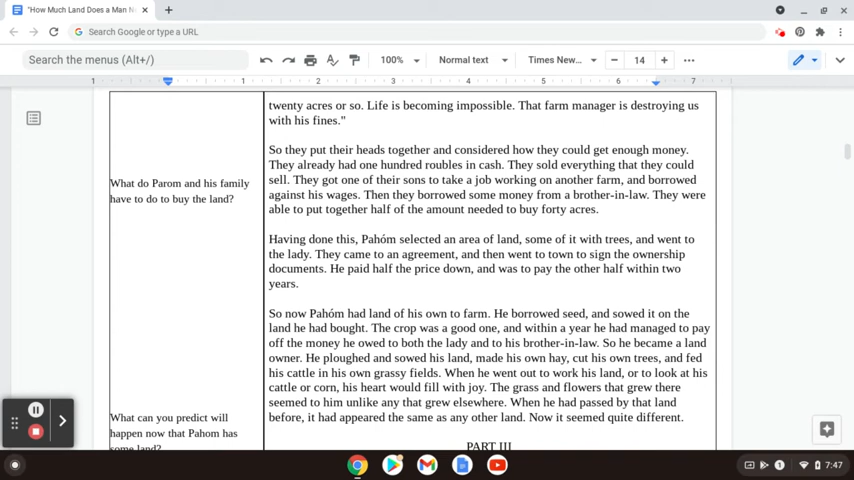 "How Much Land Does a Man N
Search Google or type a URL
Search the menus (Alt+/)
100%
Normal text
Times New...
14
1 1 2 3 4 5 6 7
twenty acres or so. Life is becoming impossible. That farm manager is destroying us
with his fines."
So they put their heads together and considered how they could get enough money.
They already had one hundred roubles in cash. They sold everything that they could
What do Parom and his family
have to do to buy the land?
sell. They got one of their sons to take a job working on another farm, and borrowed
against his wages. Then they borrowed some money from a brother-in-law. They were
able to put together half of the amount needed to buy forty acres.
Having done this, Pahóm selected an area of land, some of it with trees, and went to
the lady. They came to an agreement, and then went to town to sign the ownership
documents. He paid half the price down, and was to pay the other half within two
years.
So now Pahóm had land of his own to farm. He borrowed seed, and sowed it on the
land he had bought. The crop was a good one, and within a year he had managed to pay
off the money he owed to both the lady and to his brother-in-law. So he became a land
owner. He ploughed and sowed his land, made his own hay, cut his own trees, and fed
his cattle in his own grassy fields. When he went out to work his land, or to look at his
cattle or corn, his heart would fill with joy. The grass and flowers that grew there
seemed to him unlike any that grew elsewhere. When he had passed by that land
before, it had appeared the same as any other land. Now it seemed quite different.
What can you predict will
happen now that Pahom has
some land?
PART III
1
7:47